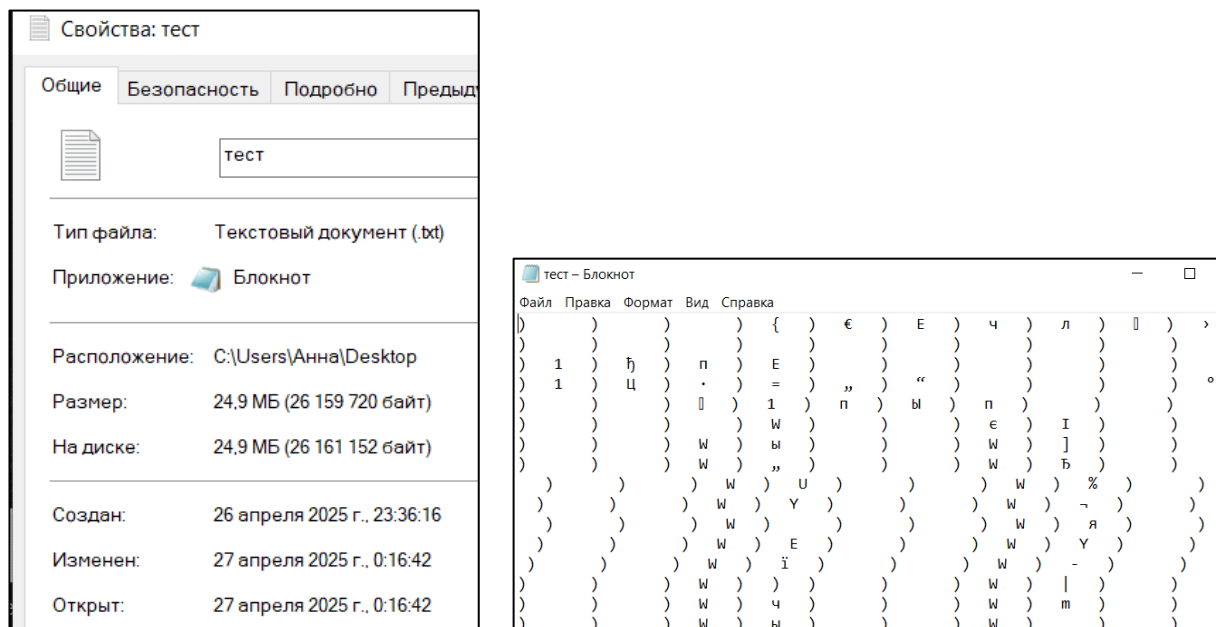 Свойства: тест
Общие Безопасность Подробно
тест
Тип файла: Текстовый документ (.txt)
Приложение: Блокнот
Расположение: C:\Users\Анна\Desktop
Размер: 24,9 МБ (26 159 720 байт)
На диске: 24,9 МБ (26 161 152 байт)
Создан: 26 апреля 2025 г., 23:36:16
Изменен: 27 апреля 2025 г., 0:16:42
Открыт: 27 апреля 2025 г., 0:16:42
тест – Блокнот
Файл Правка Формат Вид Справка
) ) ) ) { ) € ) E ) ч ) л ) ▯ ) ›
) ) ) ) ) ) ) ) ) )
) 1 ) ђ ) п ) E ) ) ) ) ) )
) 1 ) Ц ) · ) = ) „ ) “ ) ) ) ) °
) ) ) ▯ ) 1 ) п ) Ы ) п ) ) )
) ) ) ) W ) ) ) є ) I ) )
) ) ) W ) ы ) ) ) W ) ] ) )
) ) ) W ) „ ) ) ) W ) Ђ ) )
) ) ) W ) U ) ) ) W ) % ) )
) ) ) W ) Y ) ) ) W ) ¬ ) )
) ) ) W ) ) ) ) W ) я ) )
) ) ) W ) E ) ) ) W ) Y ) )
) ) ) W ) ї ) ) ) W ) - ) )
) ) ) W ) ) ) ) ) W ) | ) )
) ) ) W ) ч ) ) ) W ) m ) )